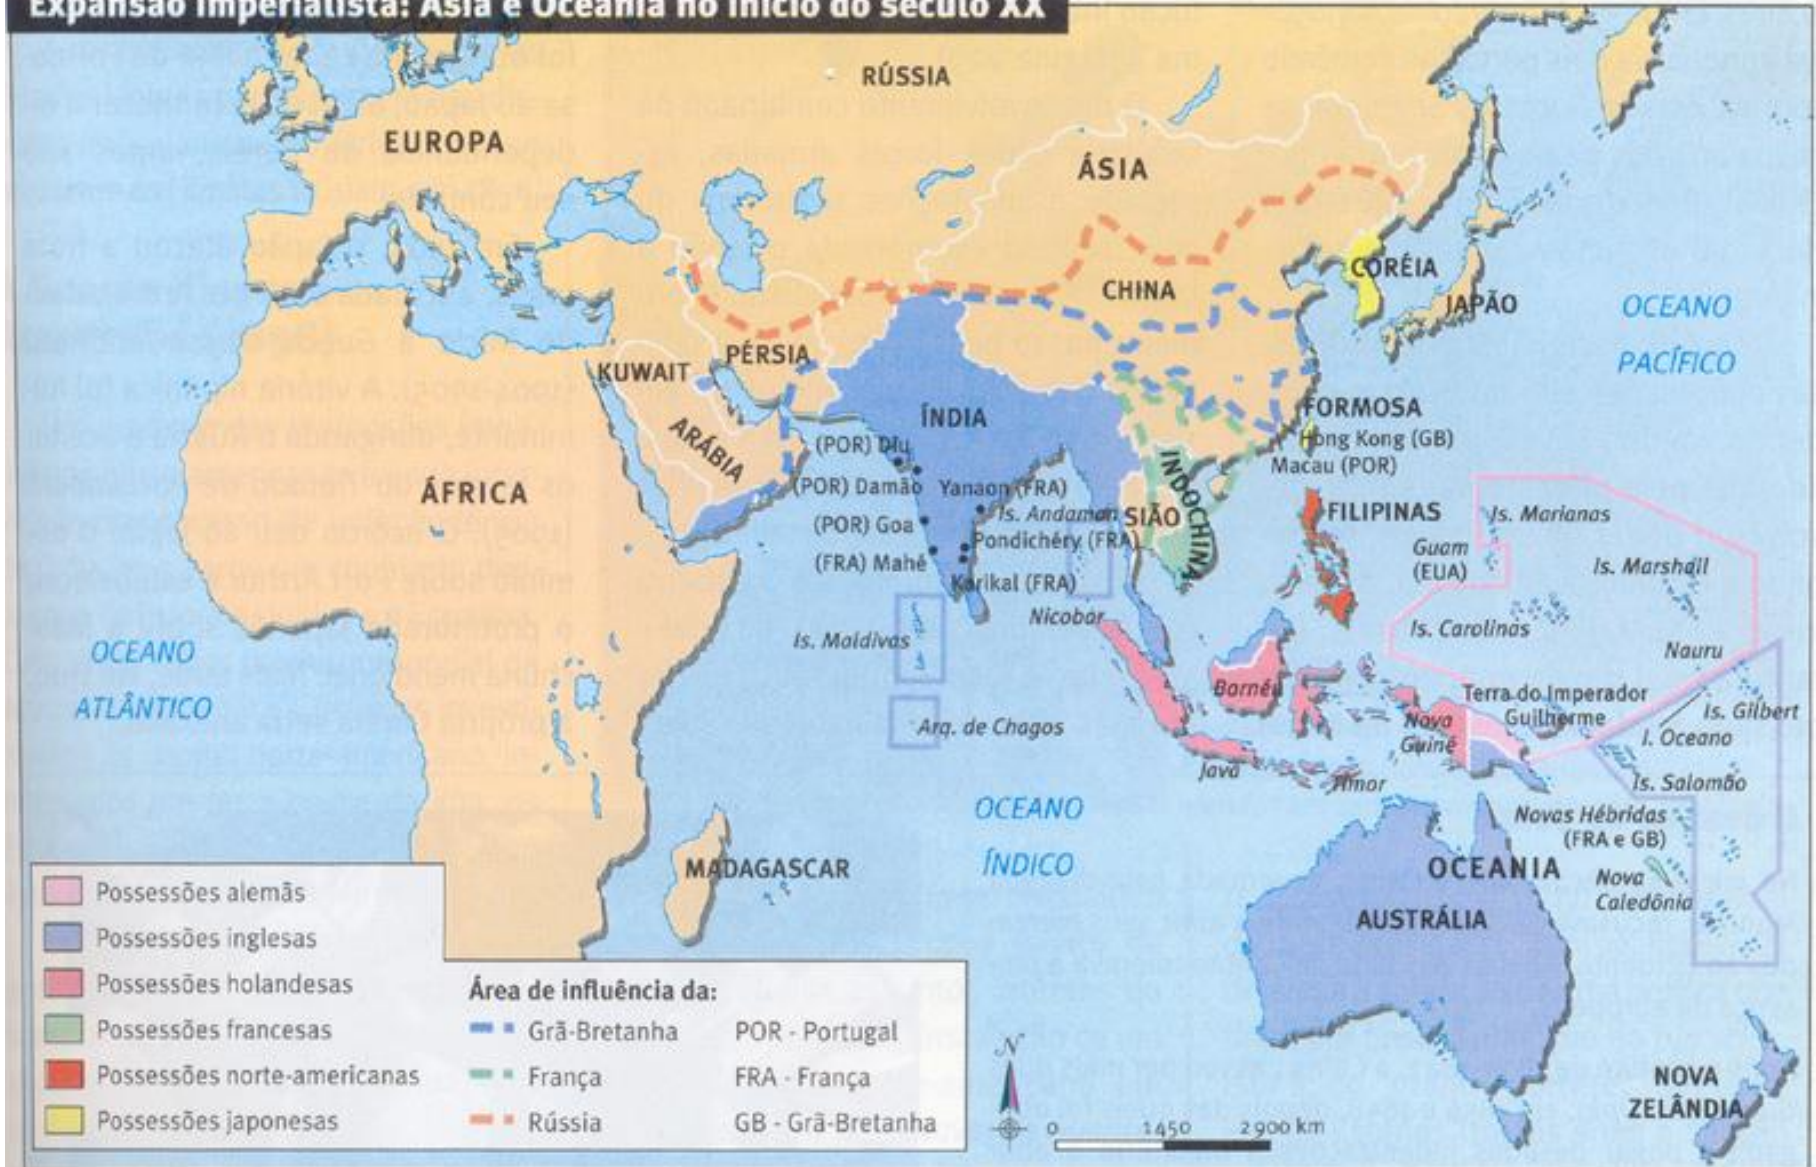 Expansão Imperialista: Ásia e Oceania no início do século XX
RÚSSIA
EUROPA
ÁSIA
CORÉIA
CHINA
JAPÃO
OCEANO
PACÍFICO
PÉRSIA
KUWAIT
ÍNDIA
ARÁBIA
FORMOSA
Hong Kong (GB)
Macau (POR)
(POR) Diu
(POR) Damão
Yanaon (FRA)
ÁFRICA
Is. Andaman
SIÃO
INDOCHINA
FILIPINAS
Is. Marianas
(POR) Goa
Pondichéry (FRA)
Guam
(EUA)
Is. Marshall
(FRA) Mahé
Karikal (FRA)
Nicobar
Is. Carolinas
Is. Maldivas
Nauru
OCEANO
ATLÂNTICO
Bornéu
Terra do Imperador
Guilherme
Is. Gilbert
Nova
Guiné
I. Oceano
Arq. de Chagos
Java
Timor
Is. Salomão
OCEANO
ÍNDICO
Novas Hébridas
(FRA e GB)
MADAGASCAR
OCEANIA
Nova
Caledônia
AUSTRÁLIA
NOVA
ZELÂNDIA
Possessões alemãs
Possessões inglesas
Possessões holandesas
Possessões francesas
Possessões norte-americanas
Possessões japonesas
Área de influência da:
Grã-Bretanha
França
Rússia
POR - Portugal
FRA - França
GB - Grã-Bretanha
N
0 1450 2900 km